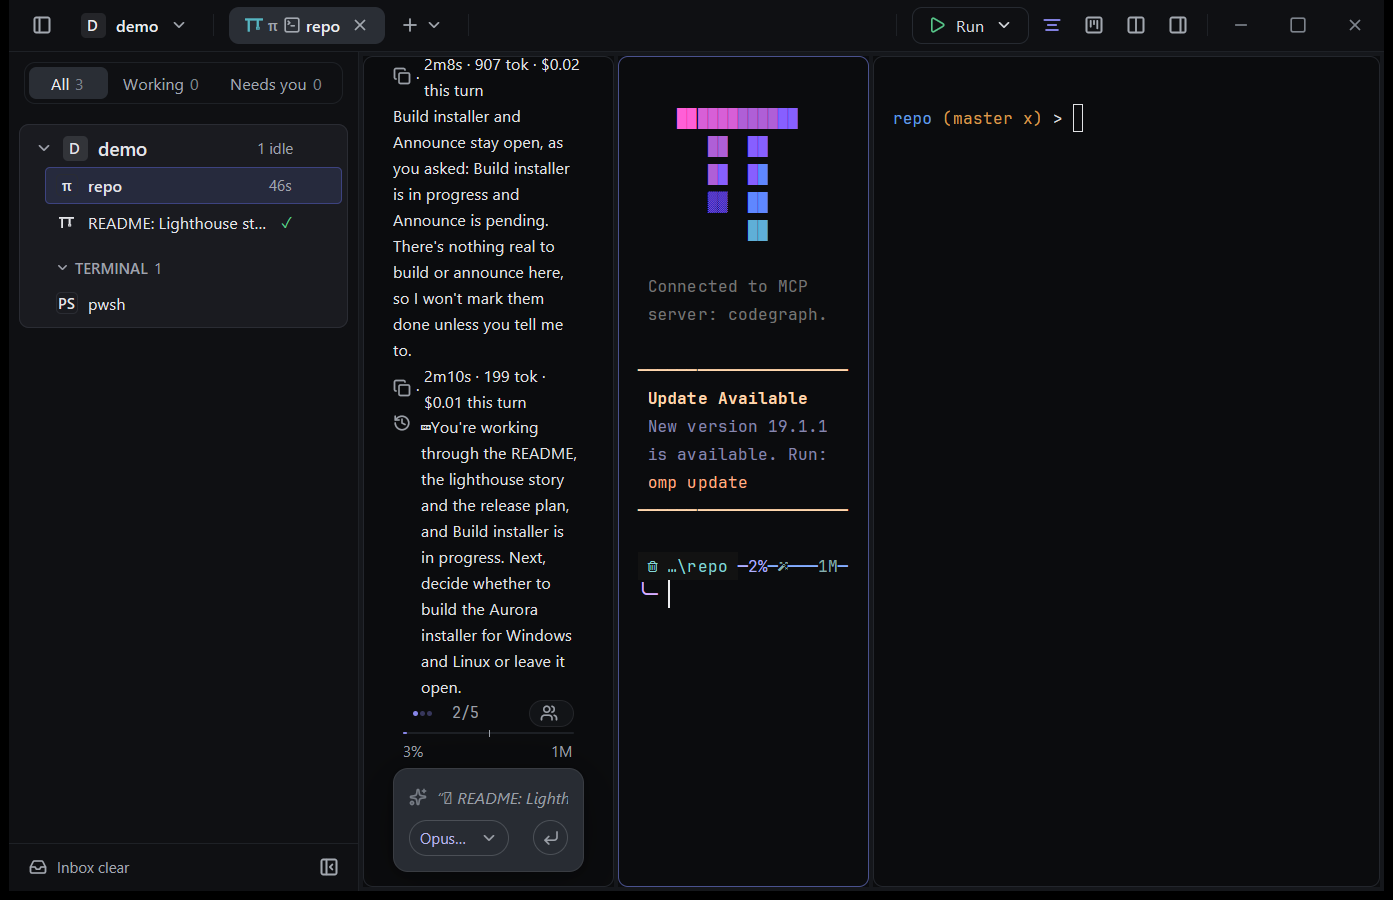 D demo
π repo
Run
All 3
Working 0
Needs you 0
D demo 1 idle
π repo 46s
README: Lighthouse st... ✓
TERMINAL 1
PS pwsh
Inbox clear
· 2m8s · 907 tok · $0.02
this turn
Build installer and
Announce stay open, as
you asked: Build installer
is in progress and
Announce is pending.
There's nothing real to
build or announce here,
so I won't mark them
done unless you tell me
to.
· 2m10s · 199 tok ·
$0.01 this turn
You're working
through the README,
the lighthouse story
and the release plan,
and Build installer is
in progress. Next,
decide whether to
build the Aurora
installer for Windows
and Linux or leave it
open.
2/5
3% 1M
“ README: Lighth
Opus...
Connected to MCP
server: codegraph.
Update Available
New version 19.1.1
is available. Run:
omp update
…\repo 2% 1M
repo (master x) >